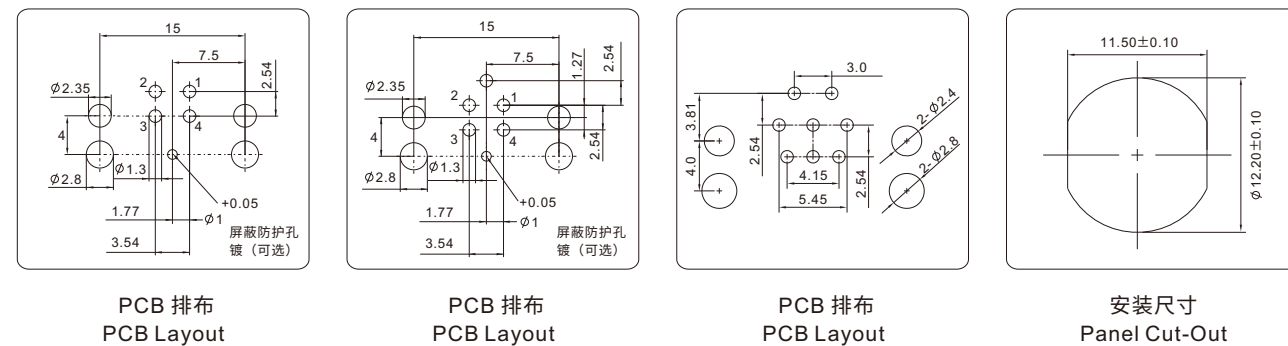 15
7.5
2.54
Ø2.35
2
1
4
3
4
Ø1.3
Ø2.8
+0.05
1.77
Ø1
3.54
屏蔽防护孔
镀（可选）
PCB 排布
PCB Layout
15
7.5
1.27
2.54
Ø2.35
2
1
4
3
4
2.54
Ø1.3
Ø2.8
+0.05
1.77
Ø1
3.54
屏蔽防护孔
镀（可选）
PCB 排布
PCB Layout
3.0
3.81
2-Ø2.4
2.54
4.0
2-Ø2.8
4.15
2.54
5.45
PCB 排布
PCB Layout
11.50±0.10
Ø12.20±0.10
安装尺寸
Panel Cut-Out